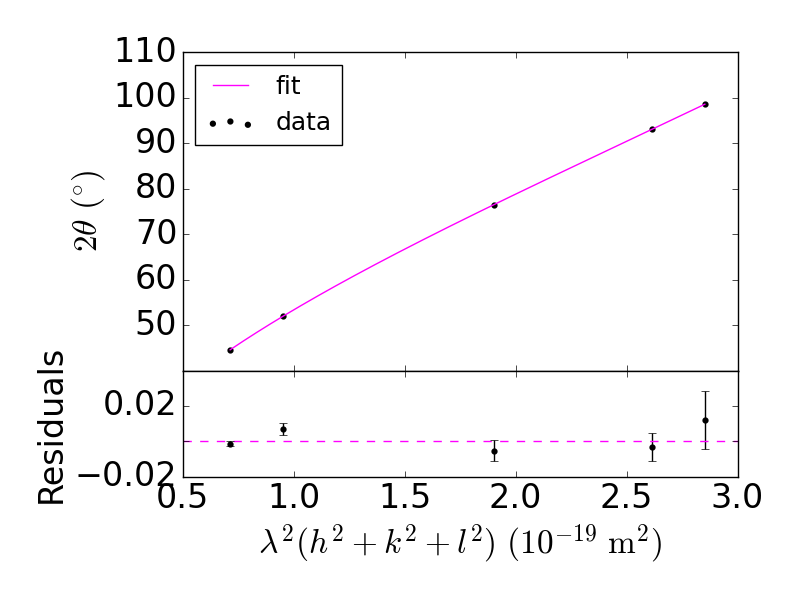 110
100
90
80
70
60
50
2θ (°)
fit
data
Residuals
0.02
−0.02
0.5 1.0 1.5 2.0 2.5 3.0
λ²(h² + k² + l²) (10⁻¹⁹ m²)